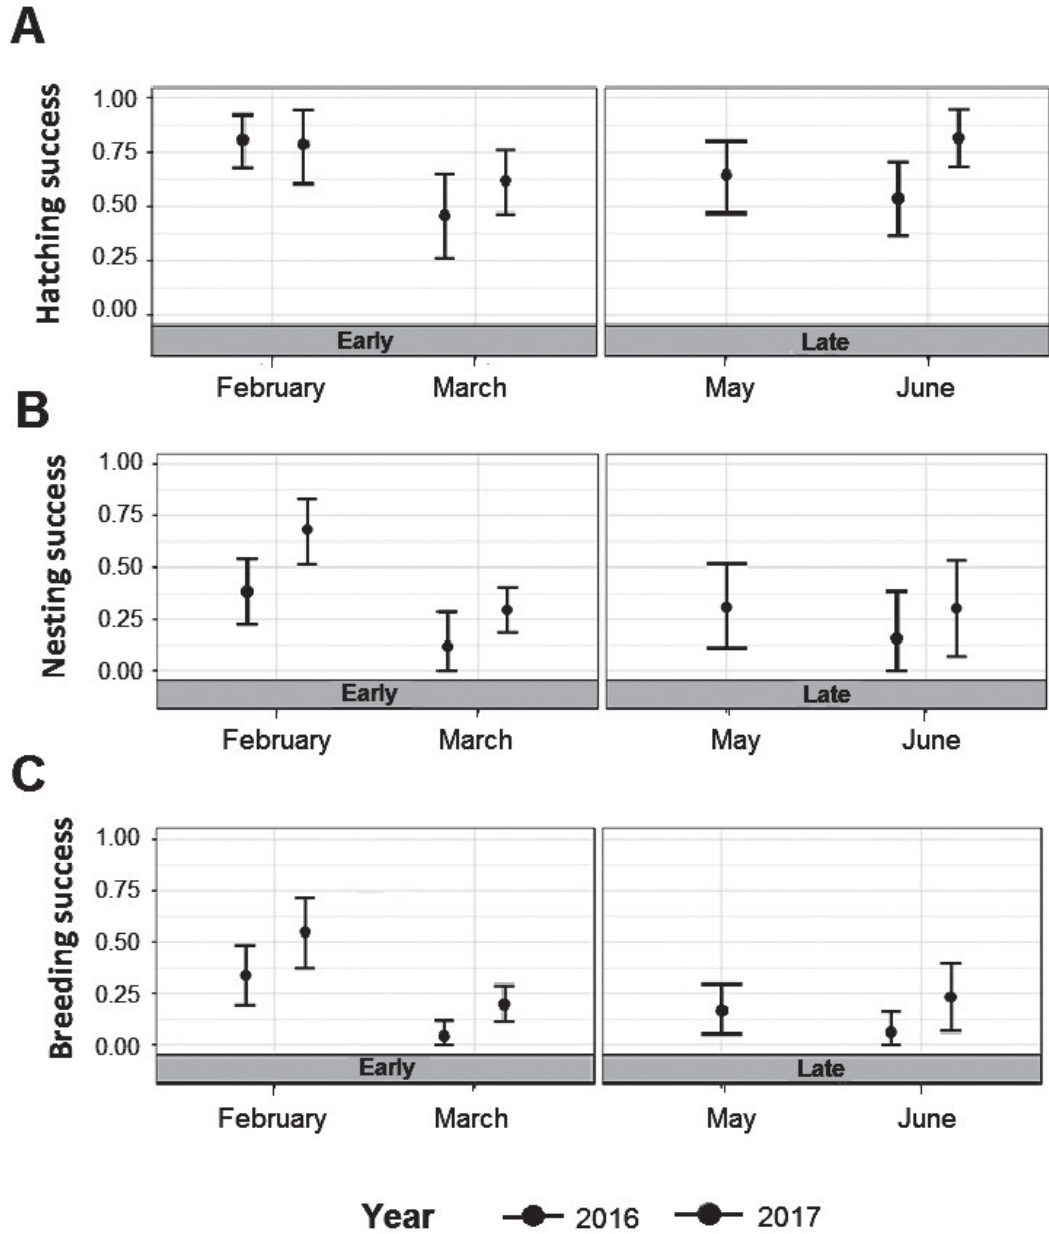 A
Hatching success
1.00
0.75
0.50
0.25
0.00
Early
Late
February
March
May
June
B
Nesting success
1.00
0.75
0.50
0.25
0.00
Early
Late
February
March
May
June
C
Breeding success
1.00
0.75
0.50
0.25
0.00
Early
Late
February
March
May
June
Year 2016 2017